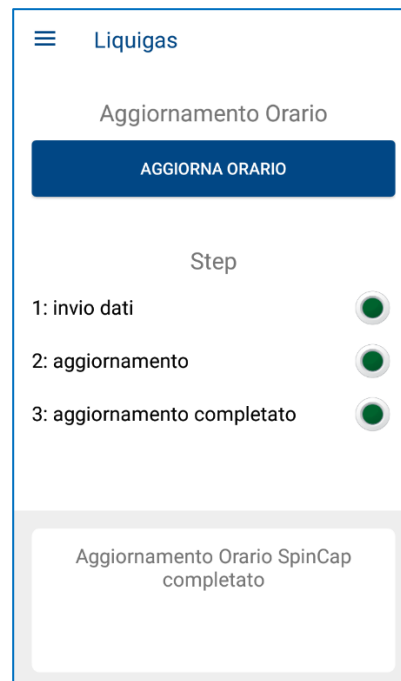 Liquigas
Aggiornamento Orario
AGGIORNA ORARIO
Step
1: invio dati
2: aggiornamento
3: aggiornamento completato
Aggiornamento Orario SpinCap
completato